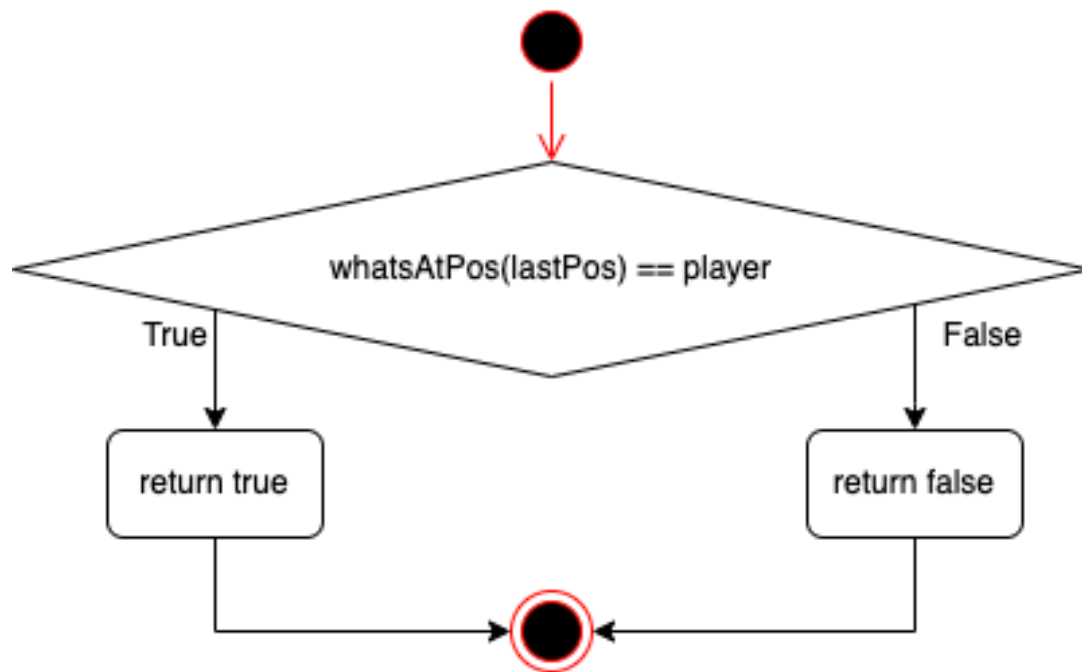 whatsAtPos(lastPos) == player
True
False
return true
return false